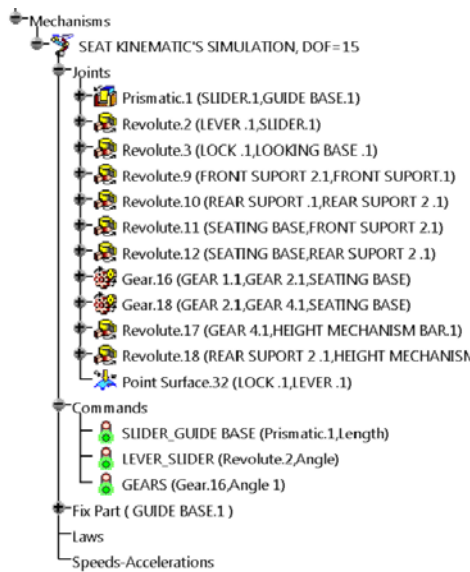 Mechanisms
SEAT KINEMATIC'S SIMULATION, DOF=15
Joints
Prismatic.1 (SLIDER.1,GUIDE BASE.1)
Revolute.2 (LEVER .1,SLIDER.1)
Revolute.3 (LOCK .1,LOOKING BASE .1)
Revolute.9 (FRONT SUPORT 2.1,FRONT SUPORT.1)
Revolute.10 (REAR SUPORT .1,REAR SUPORT 2 .1)
Revolute.11 (SEATING BASE,FRONT SUPORT 2.1)
Revolute.12 (SEATING BASE,REAR SUPORT 2 .1)
Gear.16 (GEAR 1.1,GEAR 2.1,SEATING BASE)
Gear.18 (GEAR 2.1,GEAR 4.1,SEATING BASE)
Revolute.17 (GEAR 4.1,HEIGHT MECHANISM BAR.1)
Revolute.18 (REAR SUPORT 2 .1,HEIGHT MECHANISM
Point Surface.32 (LOCK .1,LEVER .1)
Commands
SLIDER_GUIDE BASE (Prismatic.1,Length)
LEVER_SLIDER (Revolute.2,Angle)
GEARS (Gear.16,Angle 1)
Fix Part ( GUIDE BASE.1 )
Laws
Speeds-Accelerations